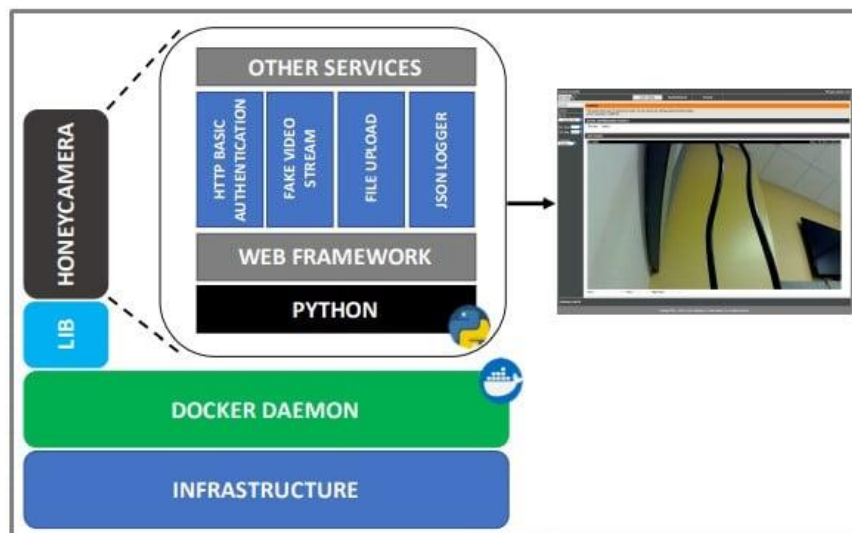 OTHER SERVICES
HTTP BASIC
AUTHENTICATION
FAKE VIDEO
STREAM
FILE UPLOAD
JSON LOGGER
WEB FRAMEWORK
PYTHON
HONEYCAMERA
LIB
DOCKER DAEMON
INFRASTRUCTURE